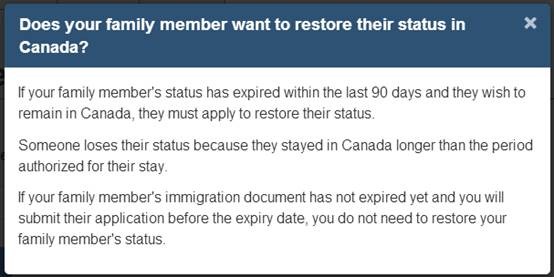 Does your family member want to restore their status in
Canada?
×
If your family member's status has expired within the last 90 days and they wish to
remain in Canada, they must apply to restore their status.
Someone loses their status because they stayed in Canada longer than the period
authorized for their stay.
If your family member's immigration document has not expired yet and you will
submit their application before the expiry date, you do not need to restore your
family member's status.